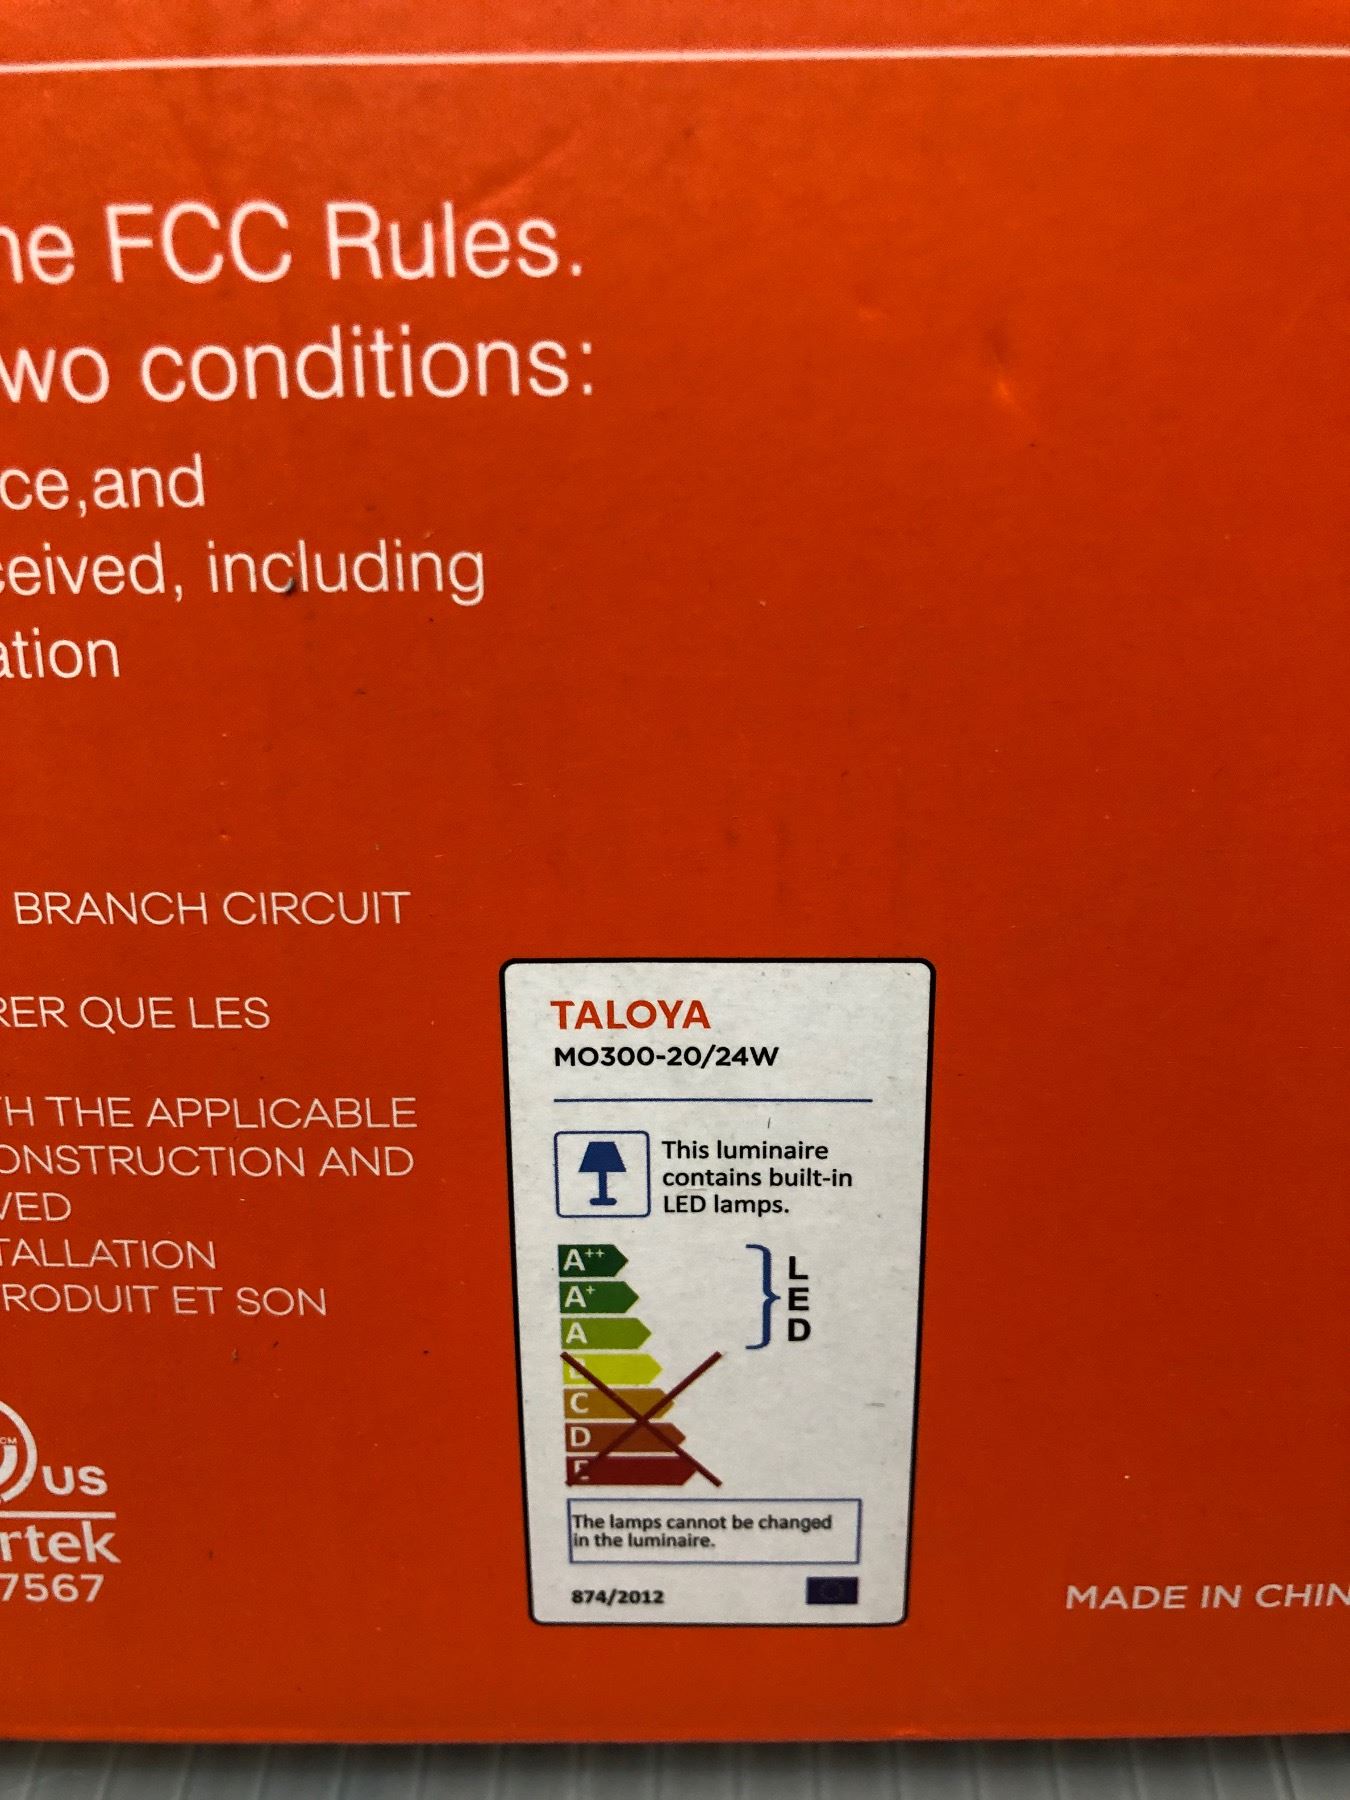 he FCC Rules.
wo conditions:
ce,and
ceived, including
ation
BRANCH CIRCUIT
RER QUE LES
TH THE APPLICABLE
ONSTRUCTION AND
VED
TALLATION
RODUIT ET SON
CM
US
rtek
7567
TALOYA
MO300-20/24W
This luminaire
contains built-in
LED lamps.
A++
A+
A
L
E
D
C
D
E
The lamps cannot be changed
in the luminaire.
874/2012
MADE IN CHIN